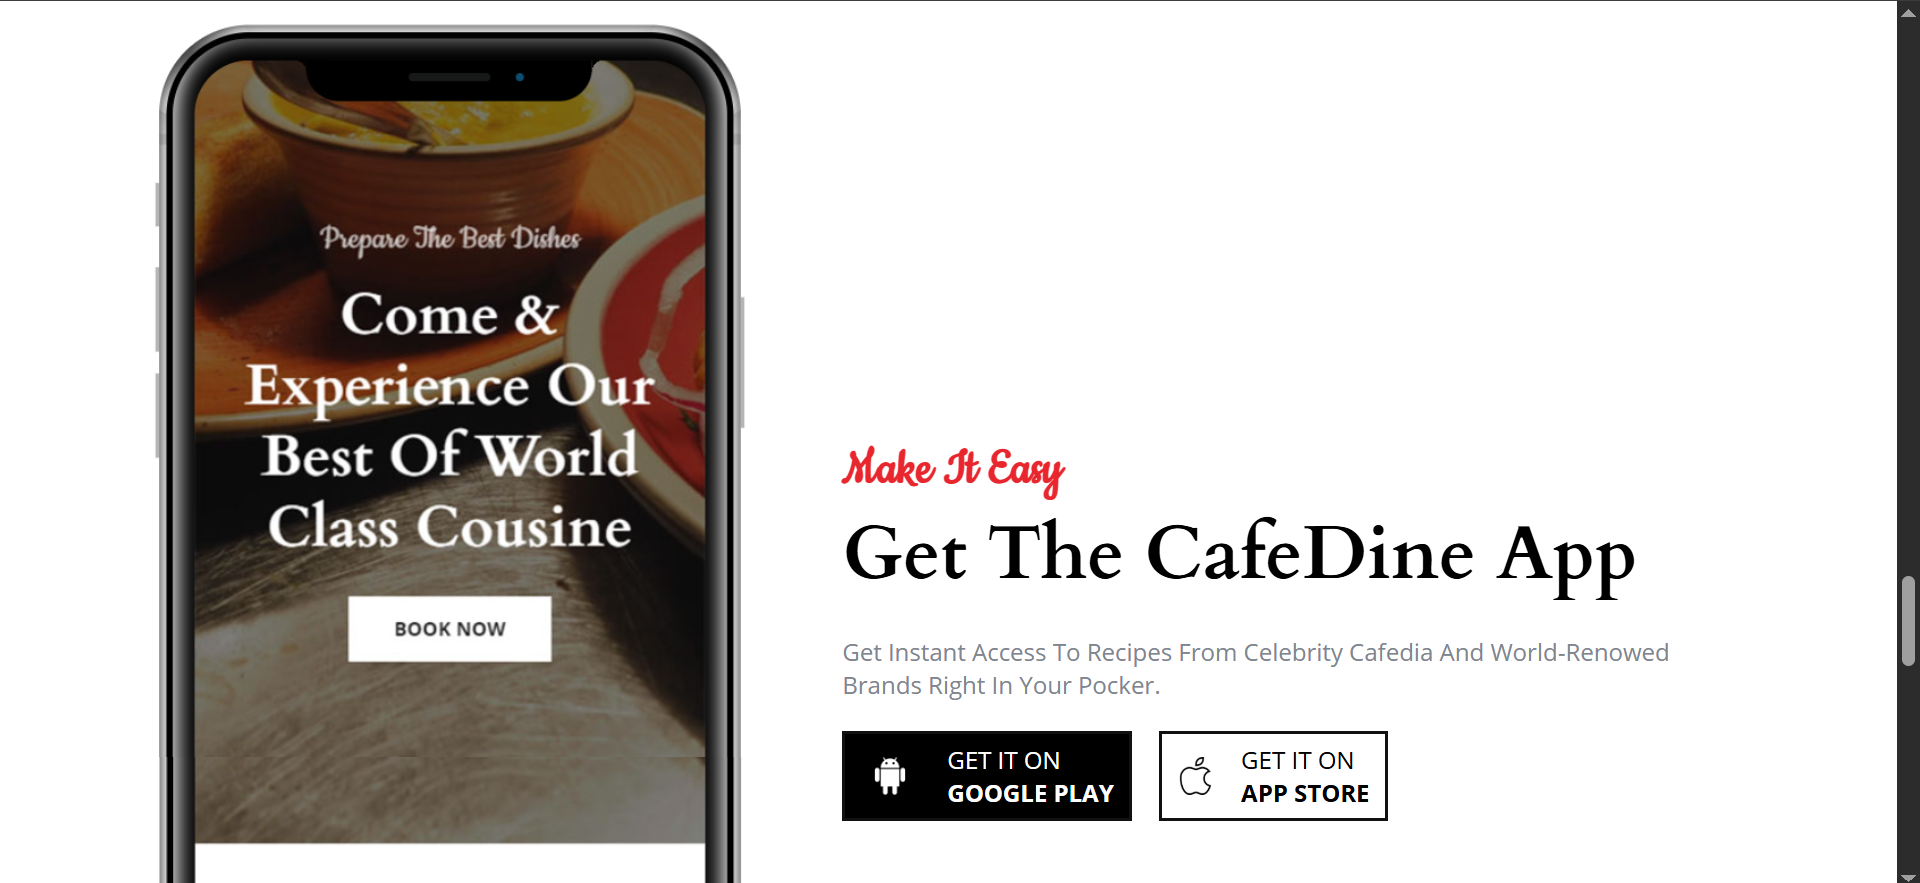 Prepare The Best Dishes
Come &
Experience Our
Best Of World
Class Cousine
BOOK NOW
Make It Easy
Get The CafeDine App
Get Instant Access To Recipes From Celebrity Cafedia And World-Renowed
Brands Right In Your Pocker.
GET IT ON
GOOGLE PLAY
GET IT ON
APP STORE